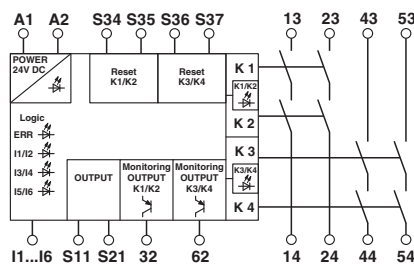 A1 A2 S34 S35 S36 S37 13 23 43 53
POWER
24V DC
Reset
K1/K2
Reset
K3/K4
K 1
K1/K2
K 2
Logic
ERR
I1/I2
I3/I4
I5/I6
OUTPUT
Monitoring
OUTPUT
K1/K2
Monitoring
OUTPUT
K3/K4
K 3
K3/K4
K 4
I1...I6 S11 S21 32 62 14 24 44 54